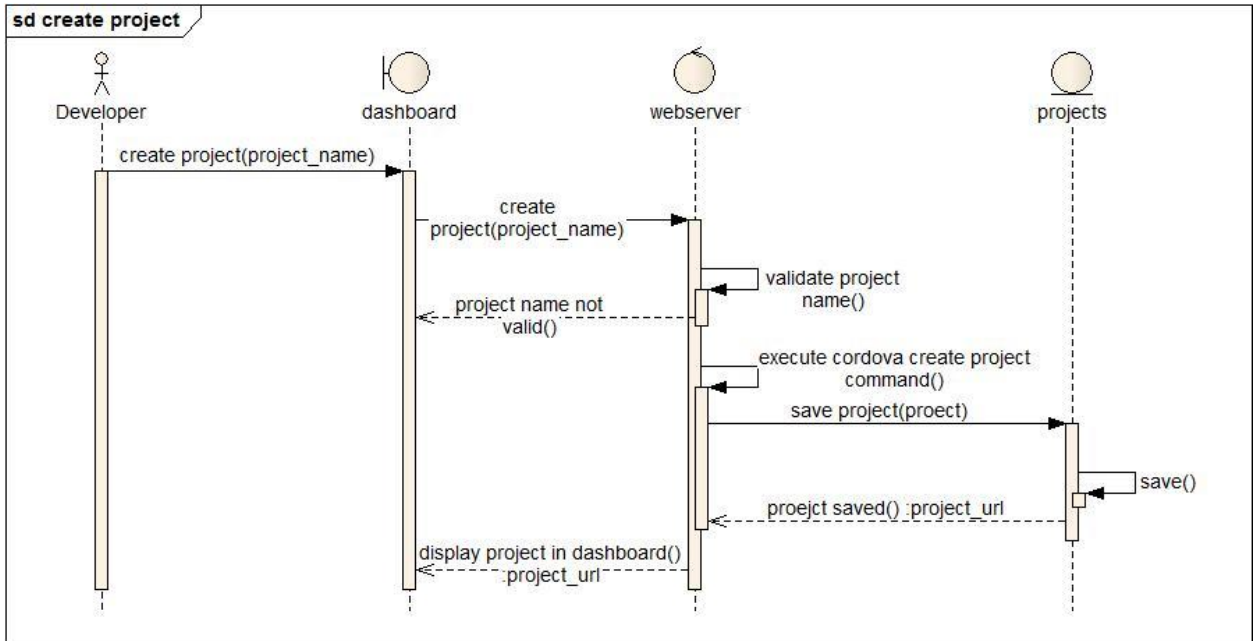 sd create project
Developer
dashboard
webserver
projects
create project(project_name)
create
project(project_name)
validate project
name()
project name not
valid()
execute cordova create project
command()
save project(proect)
save()
proejct saved() :project_url
display project in dashboard()
:project_url